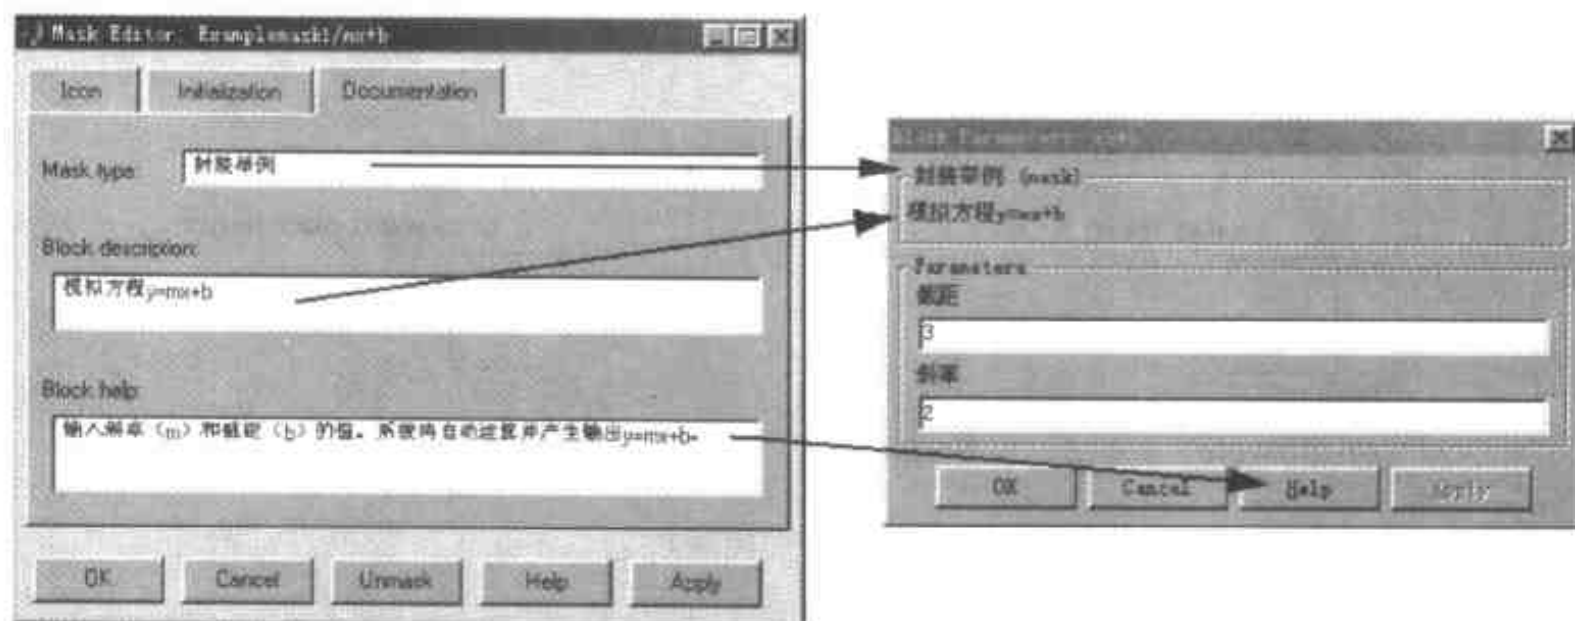 Mask Editor: Examplemask1/mx+b
Icon
Initialization
Documentation
Mask type:
封装举例
Block description:
模拟方程y=mx+b
Block help:
输入斜率（m）和截距（b）的值。系统将自动运算并产生输出y=mx+b。
OK
Cancel
Unmask
Help
Apply
封装举例 (mask)
模拟方程y=mx+b
Parameters
截距
3
斜率
2
OK
Cancel
Help
Apply